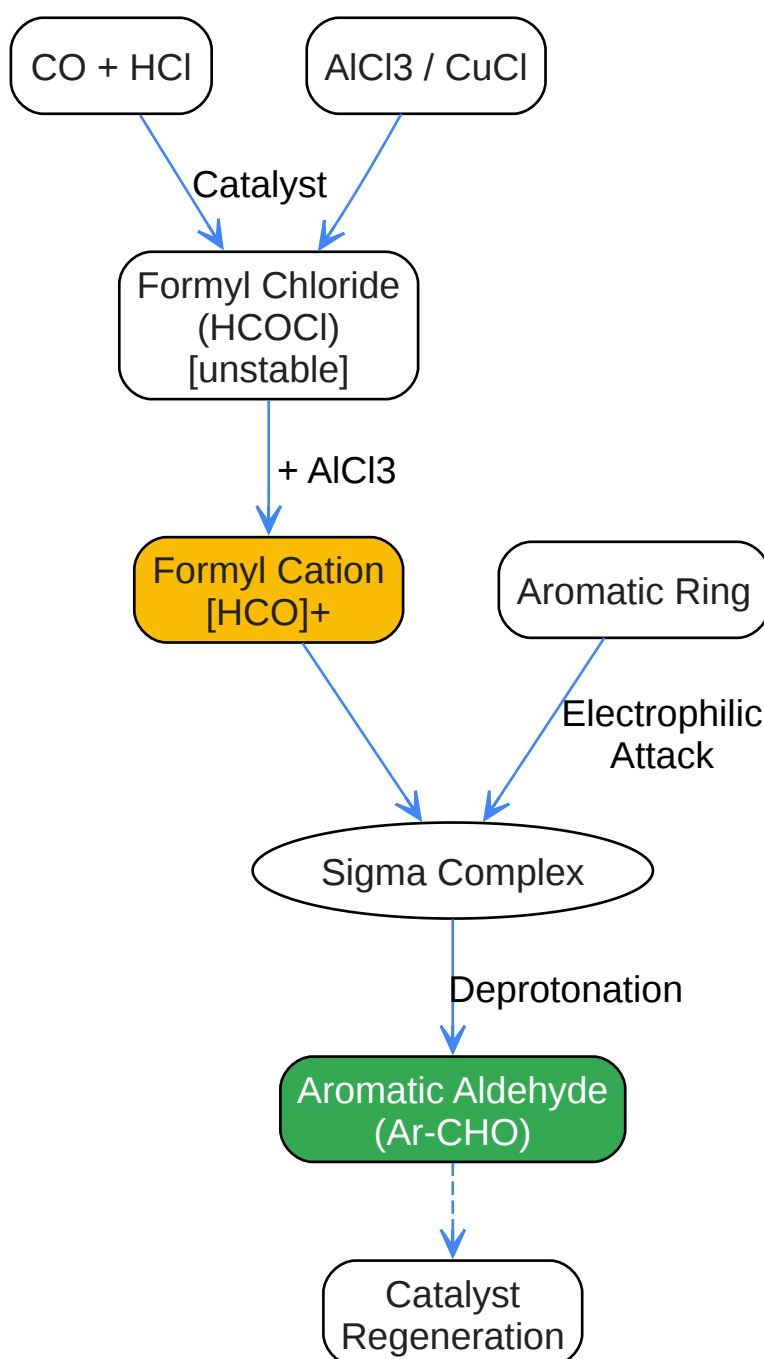 CO + HCl
AlCl3 / CuCl
Catalyst
Formyl Chloride
(HCOCl)
[unstable]
+ AlCl3
Formyl Cation
[HCO]+
Aromatic Ring
Electrophilic
Attack
Sigma Complex
Deprotonation
Aromatic Aldehyde
(Ar-CHO)
Catalyst
Regeneration